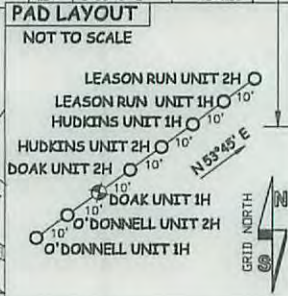 PAD LAYOUT
NOT TO SCALE
LEASON RUN UNIT 2H
10'
LEASON RUN UNIT 1H
10'
HUDKINS UNIT 1H
10'
HUDKINS UNIT 2H
10'
DOAK UNIT 2H
N 53°45' E
10'
DOAK UNIT 1H
10'
O'DONNELL UNIT 2H
10'
O'DONNELL UNIT 1H
GRID NORTH
N
S